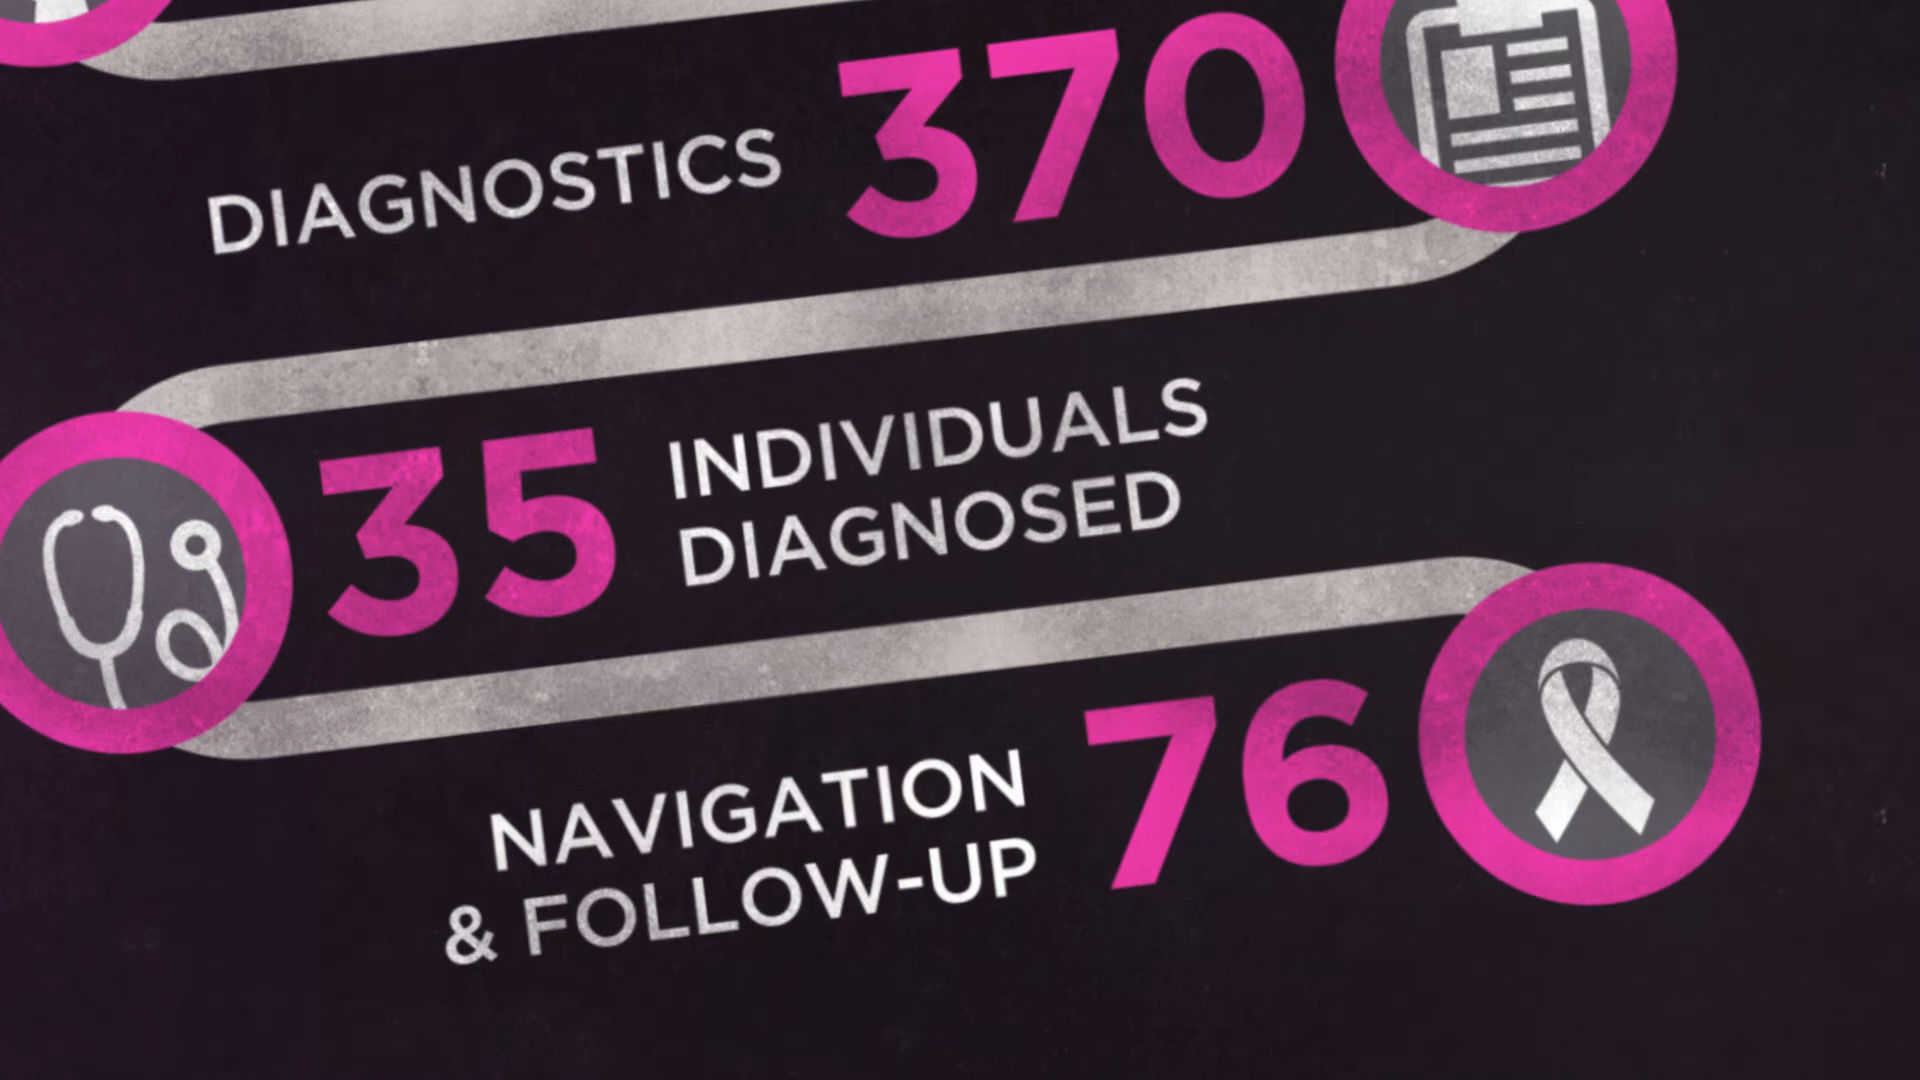 DIAGNOSTICS 370
35 INDIVIDUALS
DIAGNOSED
NAVIGATION
& FOLLOW-UP 76